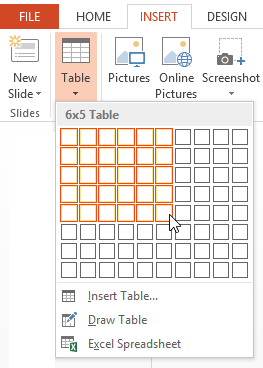 FILE HOME INSERT DESIGN
New Slide
Table
Pictures
Online Pictures
Screenshot
Slides
6x5 Table
Insert Table...
Draw Table
Excel Spreadsheet